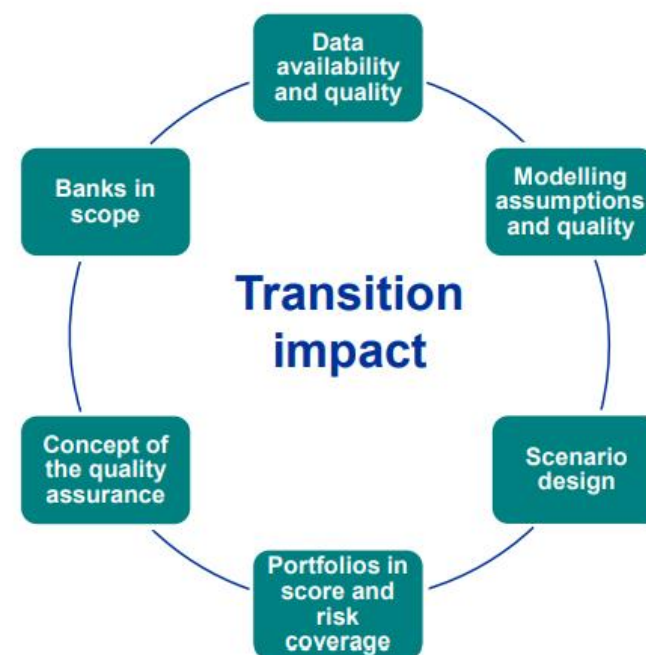 Data
availability
and quality
Modelling
assumptions
and quality
Scenario
design
Portfolios in
score and
risk
coverage
Concept of
the quality
assurance
Banks in
scope
Transition
impact